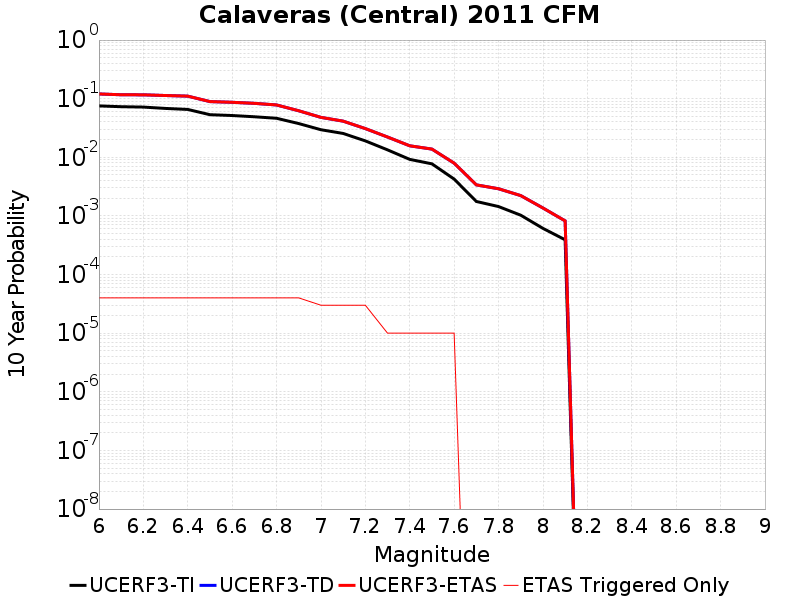 Calaveras (Central) 2011 CFM
10 Year Probability
10^0
10^-1
10^-2
10^-3
10^-4
10^-5
10^-6
10^-7
10^-8
6 6.2 6.4 6.6 6.8 7 7.2 7.4 7.6 7.8 8 8.2 8.4 8.6 8.8 9
Magnitude
UCERF3-TI UCERF3-TD UCERF3-ETAS ETAS Triggered Only